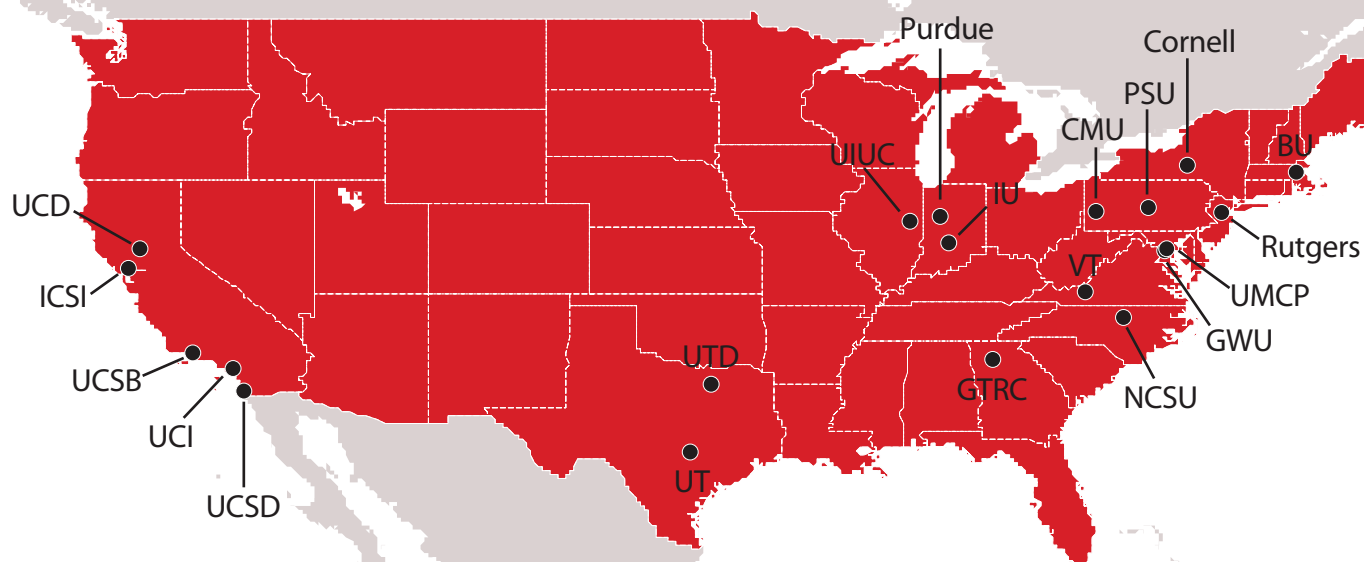 Purdue
Cornell
PSU
CMU
BU
UIUC
IU
UCD
Rutgers
VT
ICSI
UMCP
GWU
UTD
UCSB
GTRC
NCSU
UCI
UT
UCSD